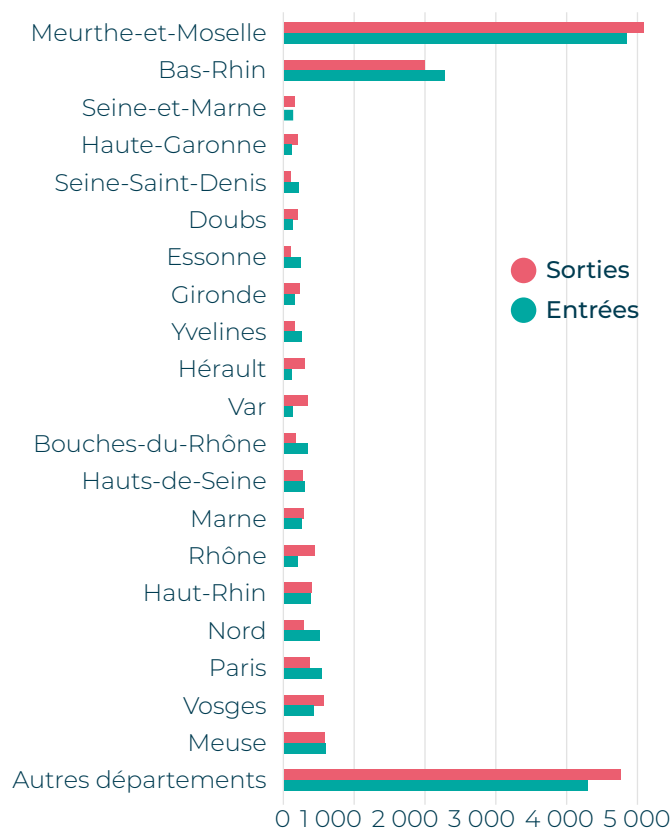 Meurthe-et-Moselle
Bas-Rhin
Seine-et-Marne
Haute-Garonne
Seine-Saint-Denis
Doubs
Essonne
Gironde
Yvelines
Hérault
Var
Bouches-du-Rhône
Hauts-de-Seine
Marne
Rhône
Haut-Rhin
Nord
Paris
Vosges
Meuse
Autres départements
0 1 000 2 000 3 000 4 000 5 000
Sorties
Entrées